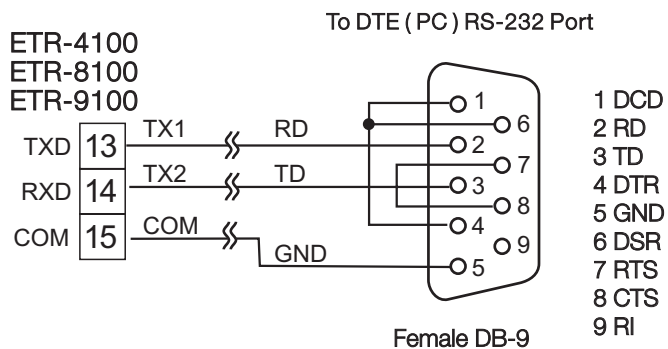 To DTE ( PC ) RS-232 Port
ETR-4100
ETR-8100
ETR-9100
TXD 13 TX1 RD
RXD 14 TX2 TD
COM 15 COM GND
1
6
2
7
3
8
4
9
5
1 DCD
2 RD
3 TD
4 DTR
5 GND
6 DSR
7 RTS
8 CTS
9 RI
Female DB-9